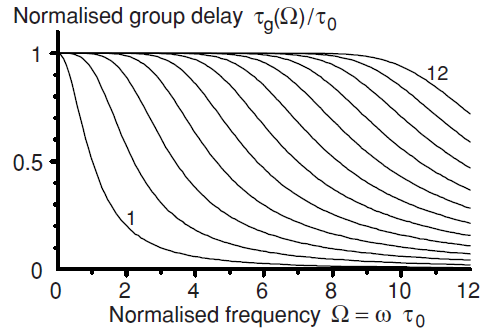 Normalised group delay τg(Ω)/τ0
1
12
0.5
1
0
0 2 4 6 8 10 12
Normalised frequency Ω = ω τ0